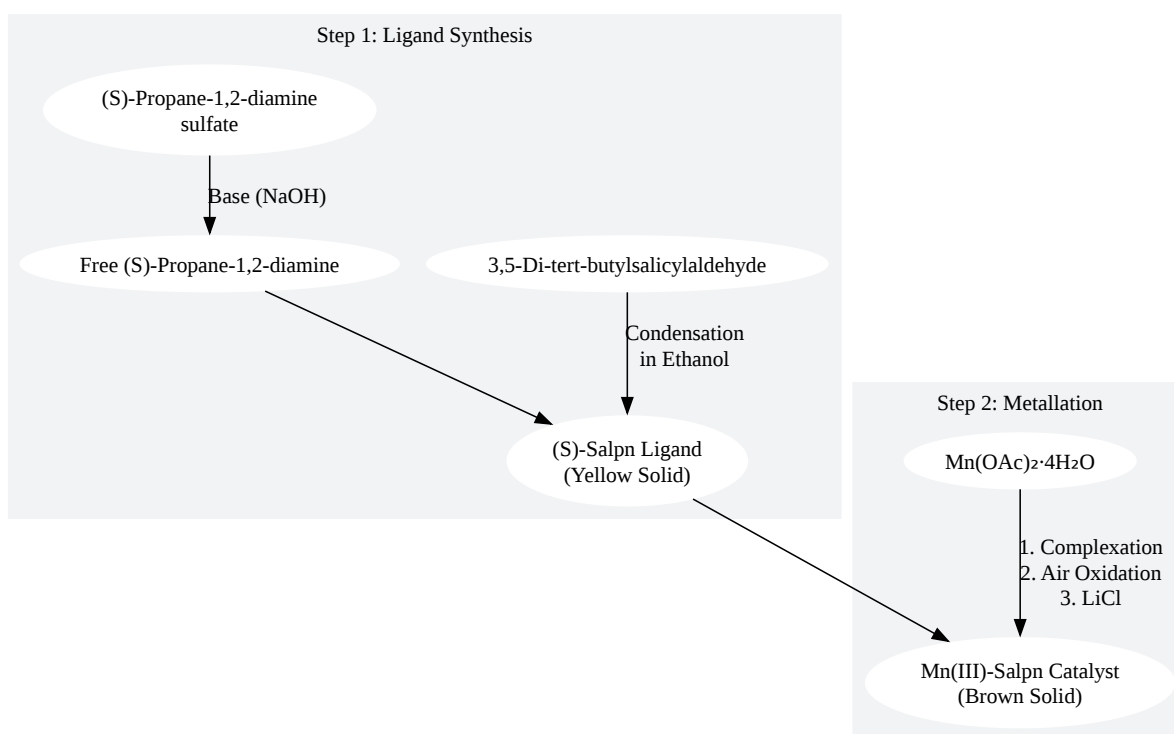 Step 1: Ligand Synthesis
(S)-Propane-1,2-diamine
sulfate
Base (NaOH)
Free (S)-Propane-1,2-diamine
3,5-Di-tert-butylsalicylaldehyde
Condensation
in Ethanol
(S)-Salpn Ligand
(Yellow Solid)
Step 2: Metallation
Mn(OAc)₂·4H₂O
1. Complexation
2. Air Oxidation
3. LiCl
Mn(III)-Salpn Catalyst
(Brown Solid)